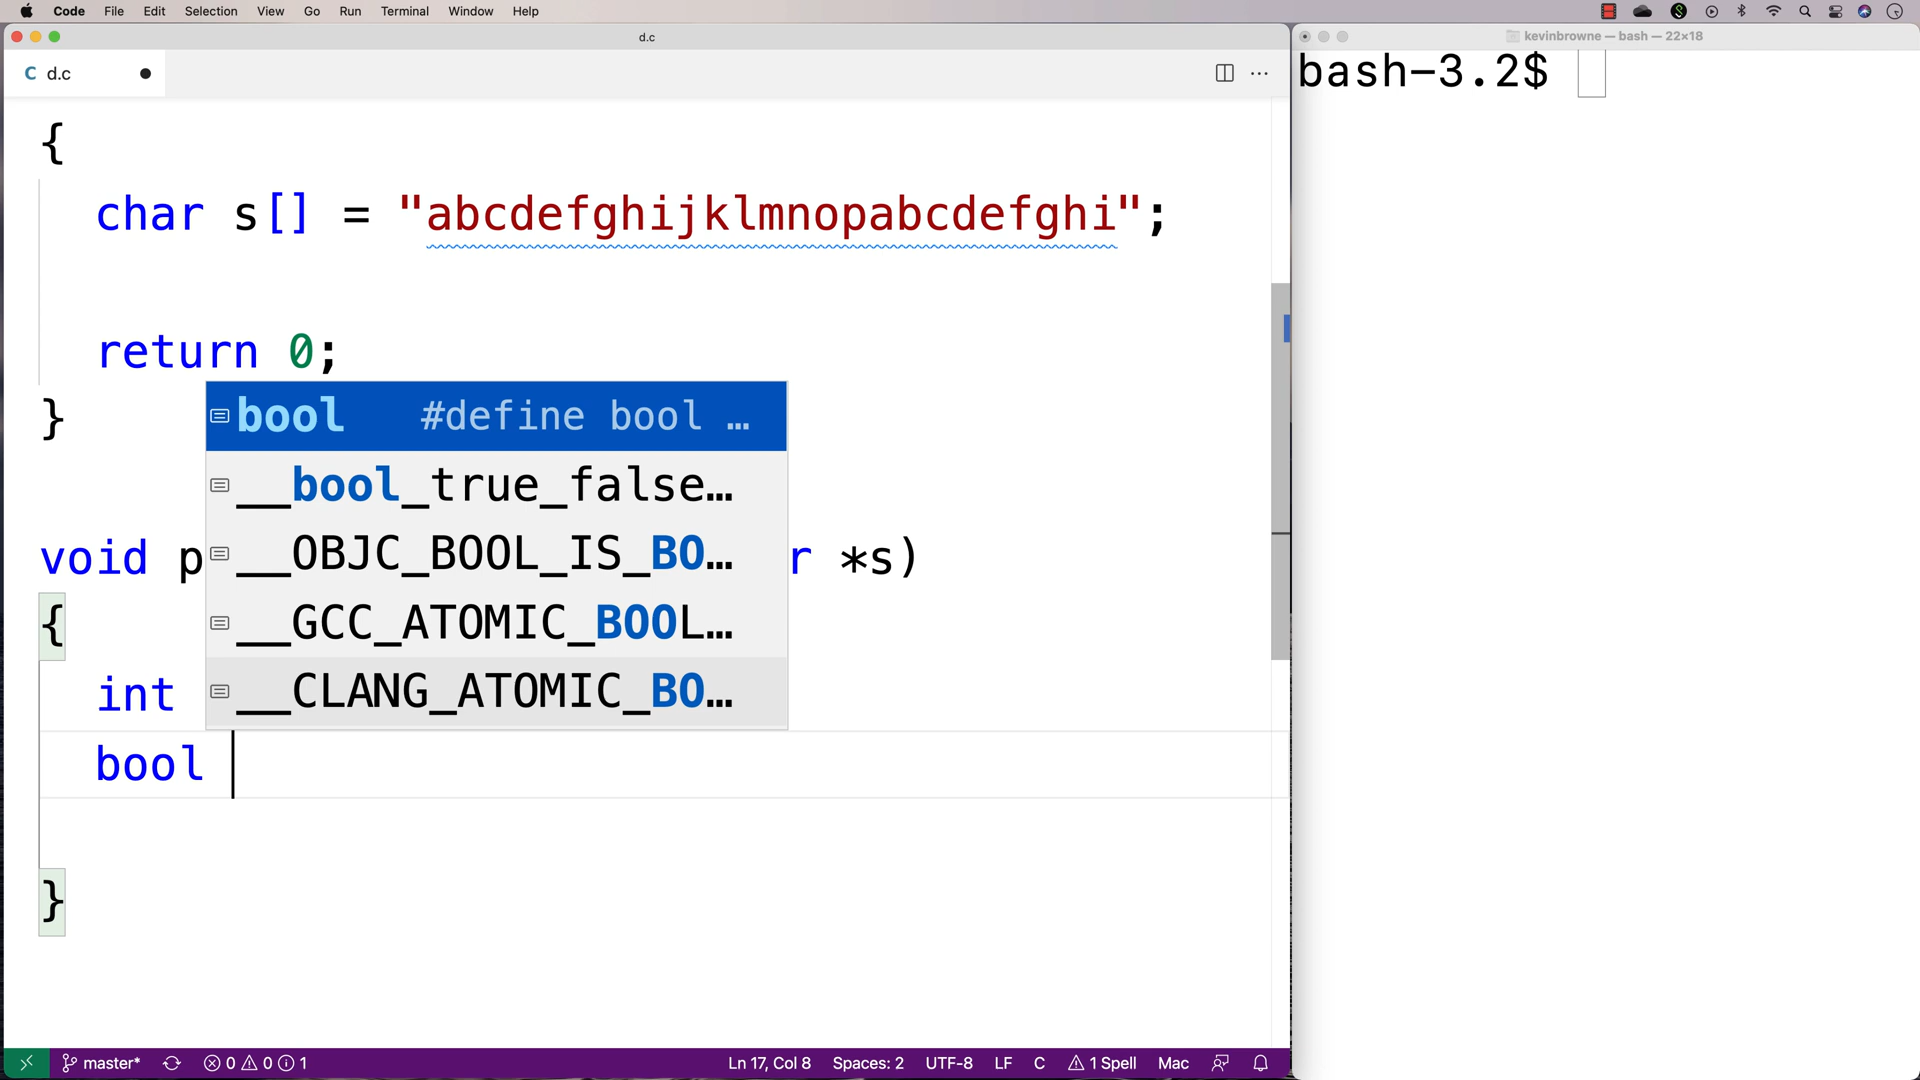 Code File Edit Selection View Go Run Terminal Window Help
d.c
kevinbrowne — bash — 22×18
C d.c
bash-3.2$
{
char s[] = "abcdefghijklmnopabcdefghi";
return 0;
}
bool #define bool …
__bool_true_false…
void p r *s)
__OBJC_BOOL_IS_BO…
{
__GCC_ATOMIC_BOOL…
int
__CLANG_ATOMIC_BO…
bool
}
master* 0 0 1 Ln 17, Col 8 Spaces: 2 UTF-8 LF C 1 Spell Mac